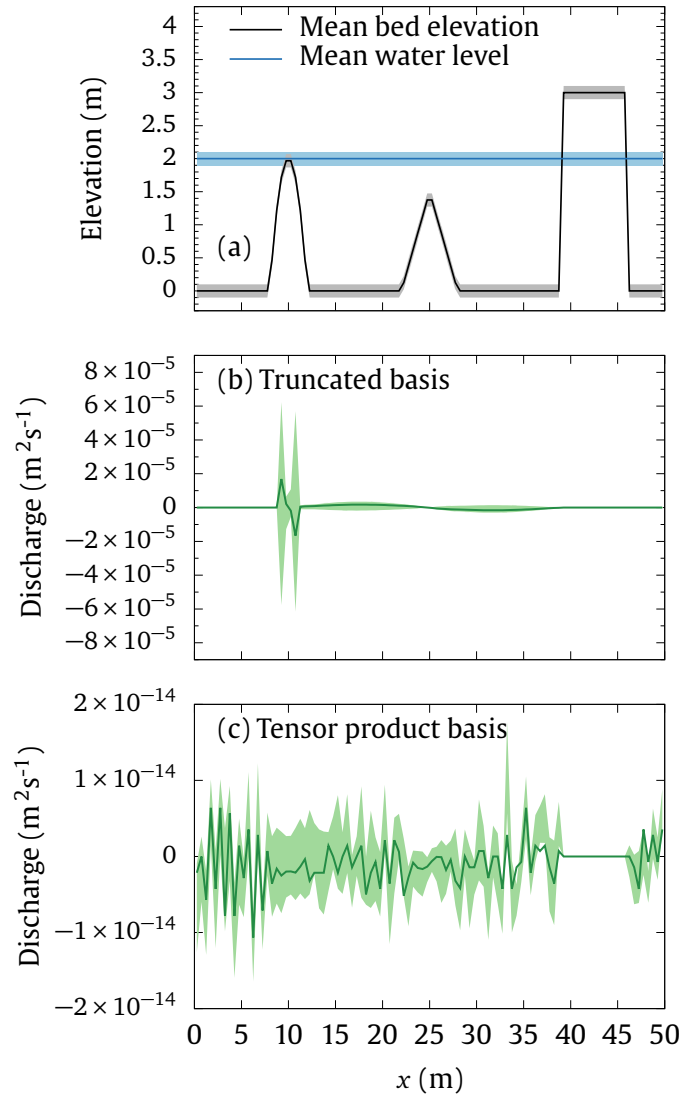 Mean bed elevation
Mean water level
Elevation (m)
4
3.5
3
2.5
2
1.5
1
0.5
0
(a)
(b) Truncated basis
Discharge (m²s⁻¹)
8 × 10⁻⁵
6 × 10⁻⁵
4 × 10⁻⁵
2 × 10⁻⁵
0
−2 × 10⁻⁵
−4 × 10⁻⁵
−6 × 10⁻⁵
−8 × 10⁻⁵
(c) Tensor product basis
Discharge (m²s⁻¹)
2 × 10⁻¹⁴
1 × 10⁻¹⁴
0
−1 × 10⁻¹⁴
−2 × 10⁻¹⁴
0 5 10 15 20 25 30 35 40 45 50
x (m)